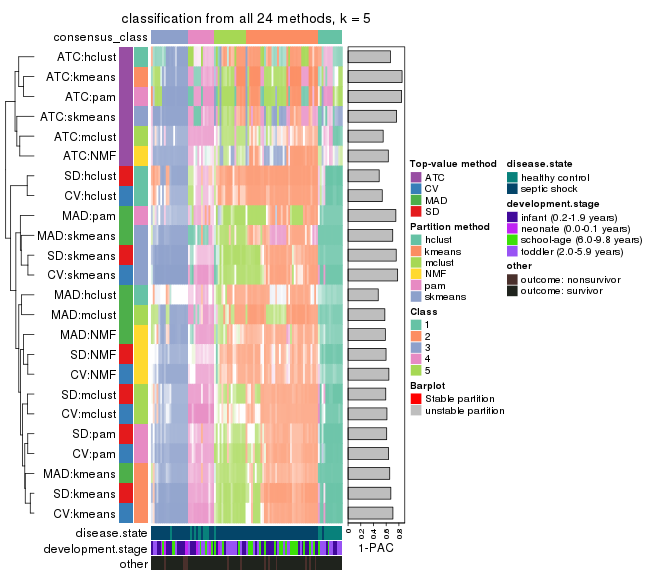 classification from all 24 methods, k = 5
consensus_class
ATC:hclust
ATC:kmeans
ATC:pam
ATC:skmeans
ATC:mclust
ATC:NMF
SD:hclust
CV:hclust
MAD:pam
MAD:skmeans
SD:skmeans
CV:skmeans
MAD:hclust
MAD:mclust
MAD:NMF
SD:NMF
CV:NMF
SD:mclust
CV:mclust
SD:pam
CV:pam
MAD:kmeans
SD:kmeans
CV:kmeans
disease.state
development.stage
other
0 0.2 0.4 0.6 0.8
1-PAC
Top-value method
ATC
CV
MAD
SD
Partition method
hclust
kmeans
mclust
NMF
pam
skmeans
Class
1
2
3
4
5
Barplot
Stable partition
unstable partition
disease.state
healthy control
septic shock
development.stage
infant (0.2-1.9 years)
neonate (0.0-0.1 years)
school-age (6.0-9.8 years)
toddler (2.0-5.9 years)
other
outcome: nonsurvivor
outcome: survivor